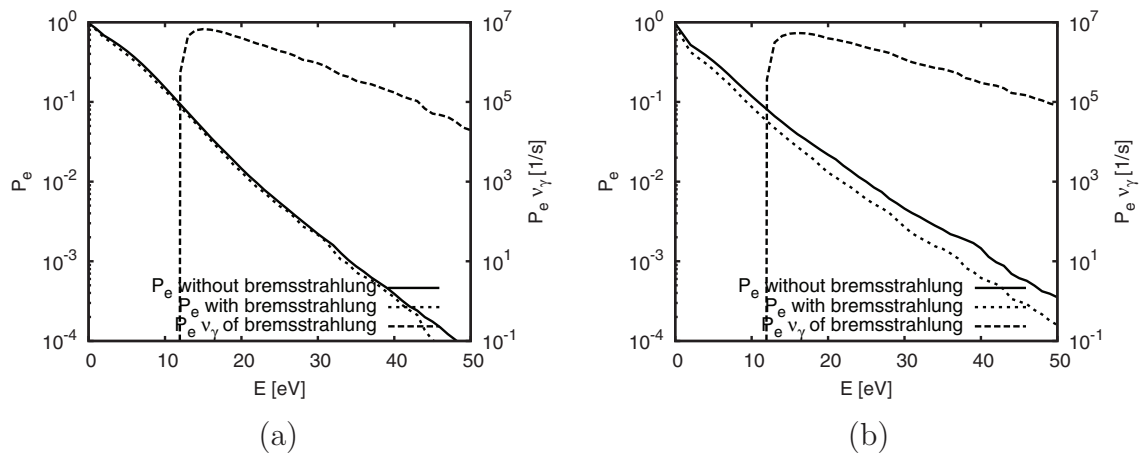 10^0
10^-1
10^-2
10^-3
10^-4
P_e
10^7
10^5
10^3
10^1
10^-1
P_e ν_γ [1/s]
P_e without bremsstrahlung
P_e with bremsstrahlung
P_e ν_γ of bremsstrahlung
0 10 20 30 40 50
E [eV]
(a)
10^0
10^-1
10^-2
10^-3
10^-4
P_e
10^7
10^5
10^3
10^1
10^-1
P_e ν_γ [1/s]
P_e without bremsstrahlung
P_e with bremsstrahlung
P_e ν_γ of bremsstrahlung
0 10 20 30 40 50
E [eV]
(b)